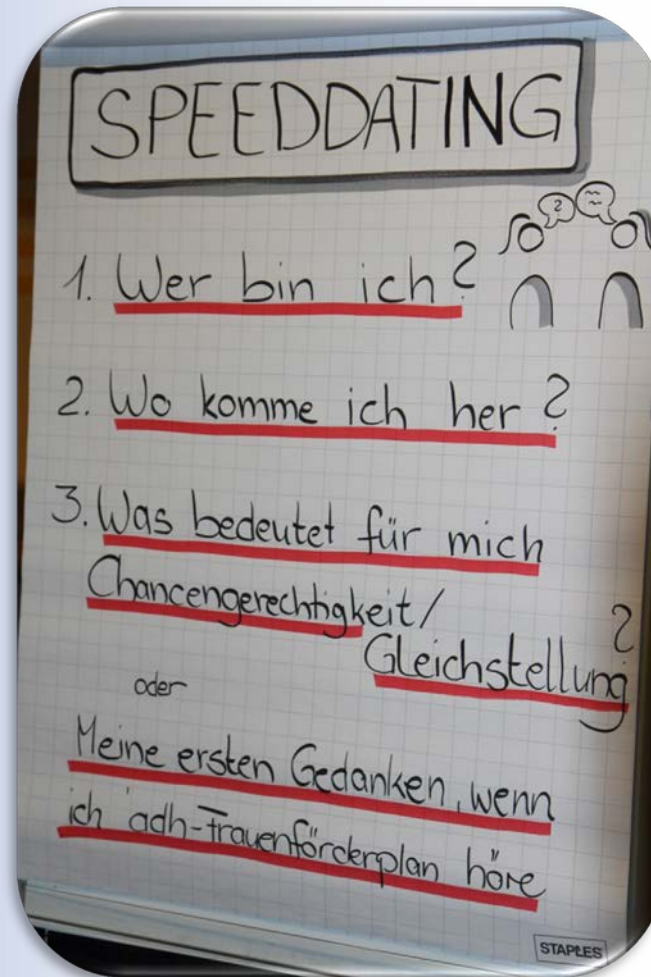 SPEEDDATING
1. Wer bin ich?
2. Wo komme ich her?
3. Was bedeutet für mich
Chancengerechtigkeit/
Gleichstellung?
oder
Meine ersten Gedanken, wenn
ich adh-Frauenförderplan höre
STAPLES